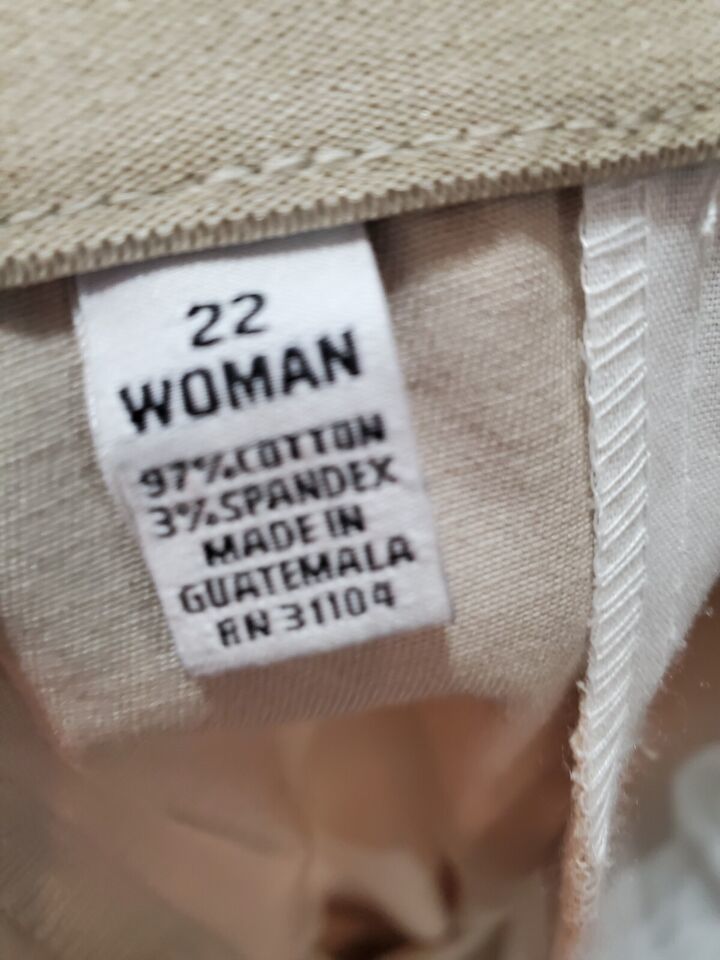 22
WOMAN
97% COTTON
3% SPANDEX
MADE IN
GUATEMALA
RN 31104